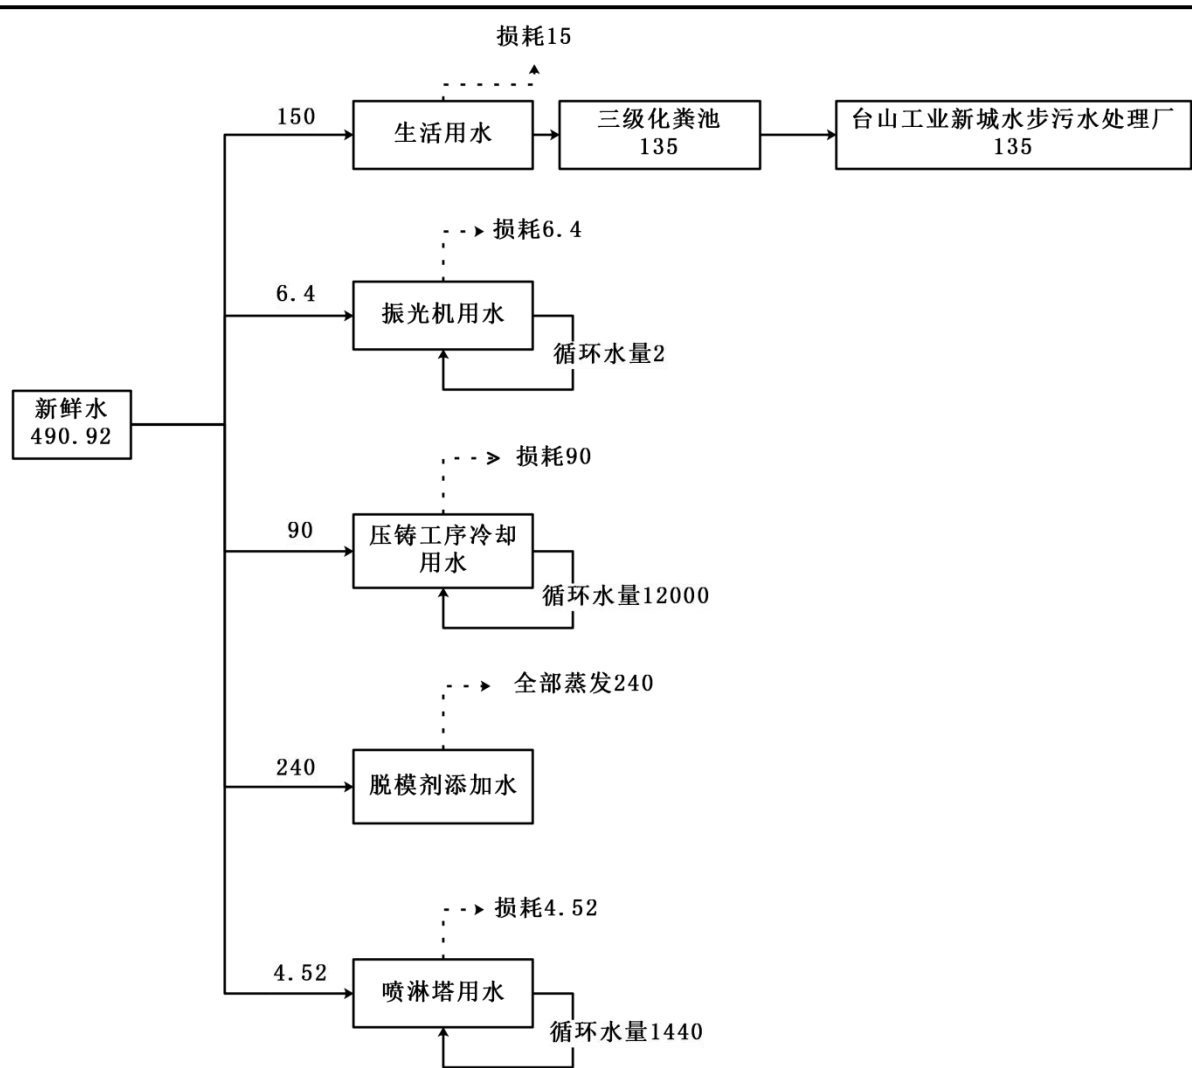 损耗15
150
生活用水
三级化粪池
135
台山工业新城水步污水处理厂
135
损耗6.4
6.4
振光机用水
循环水量2
新鲜水
490.92
损耗90
90
压铸工序冷却
用水
循环水量12000
全部蒸发240
240
脱模剂添加水
损耗4.52
4.52
喷淋塔用水
循环水量1440